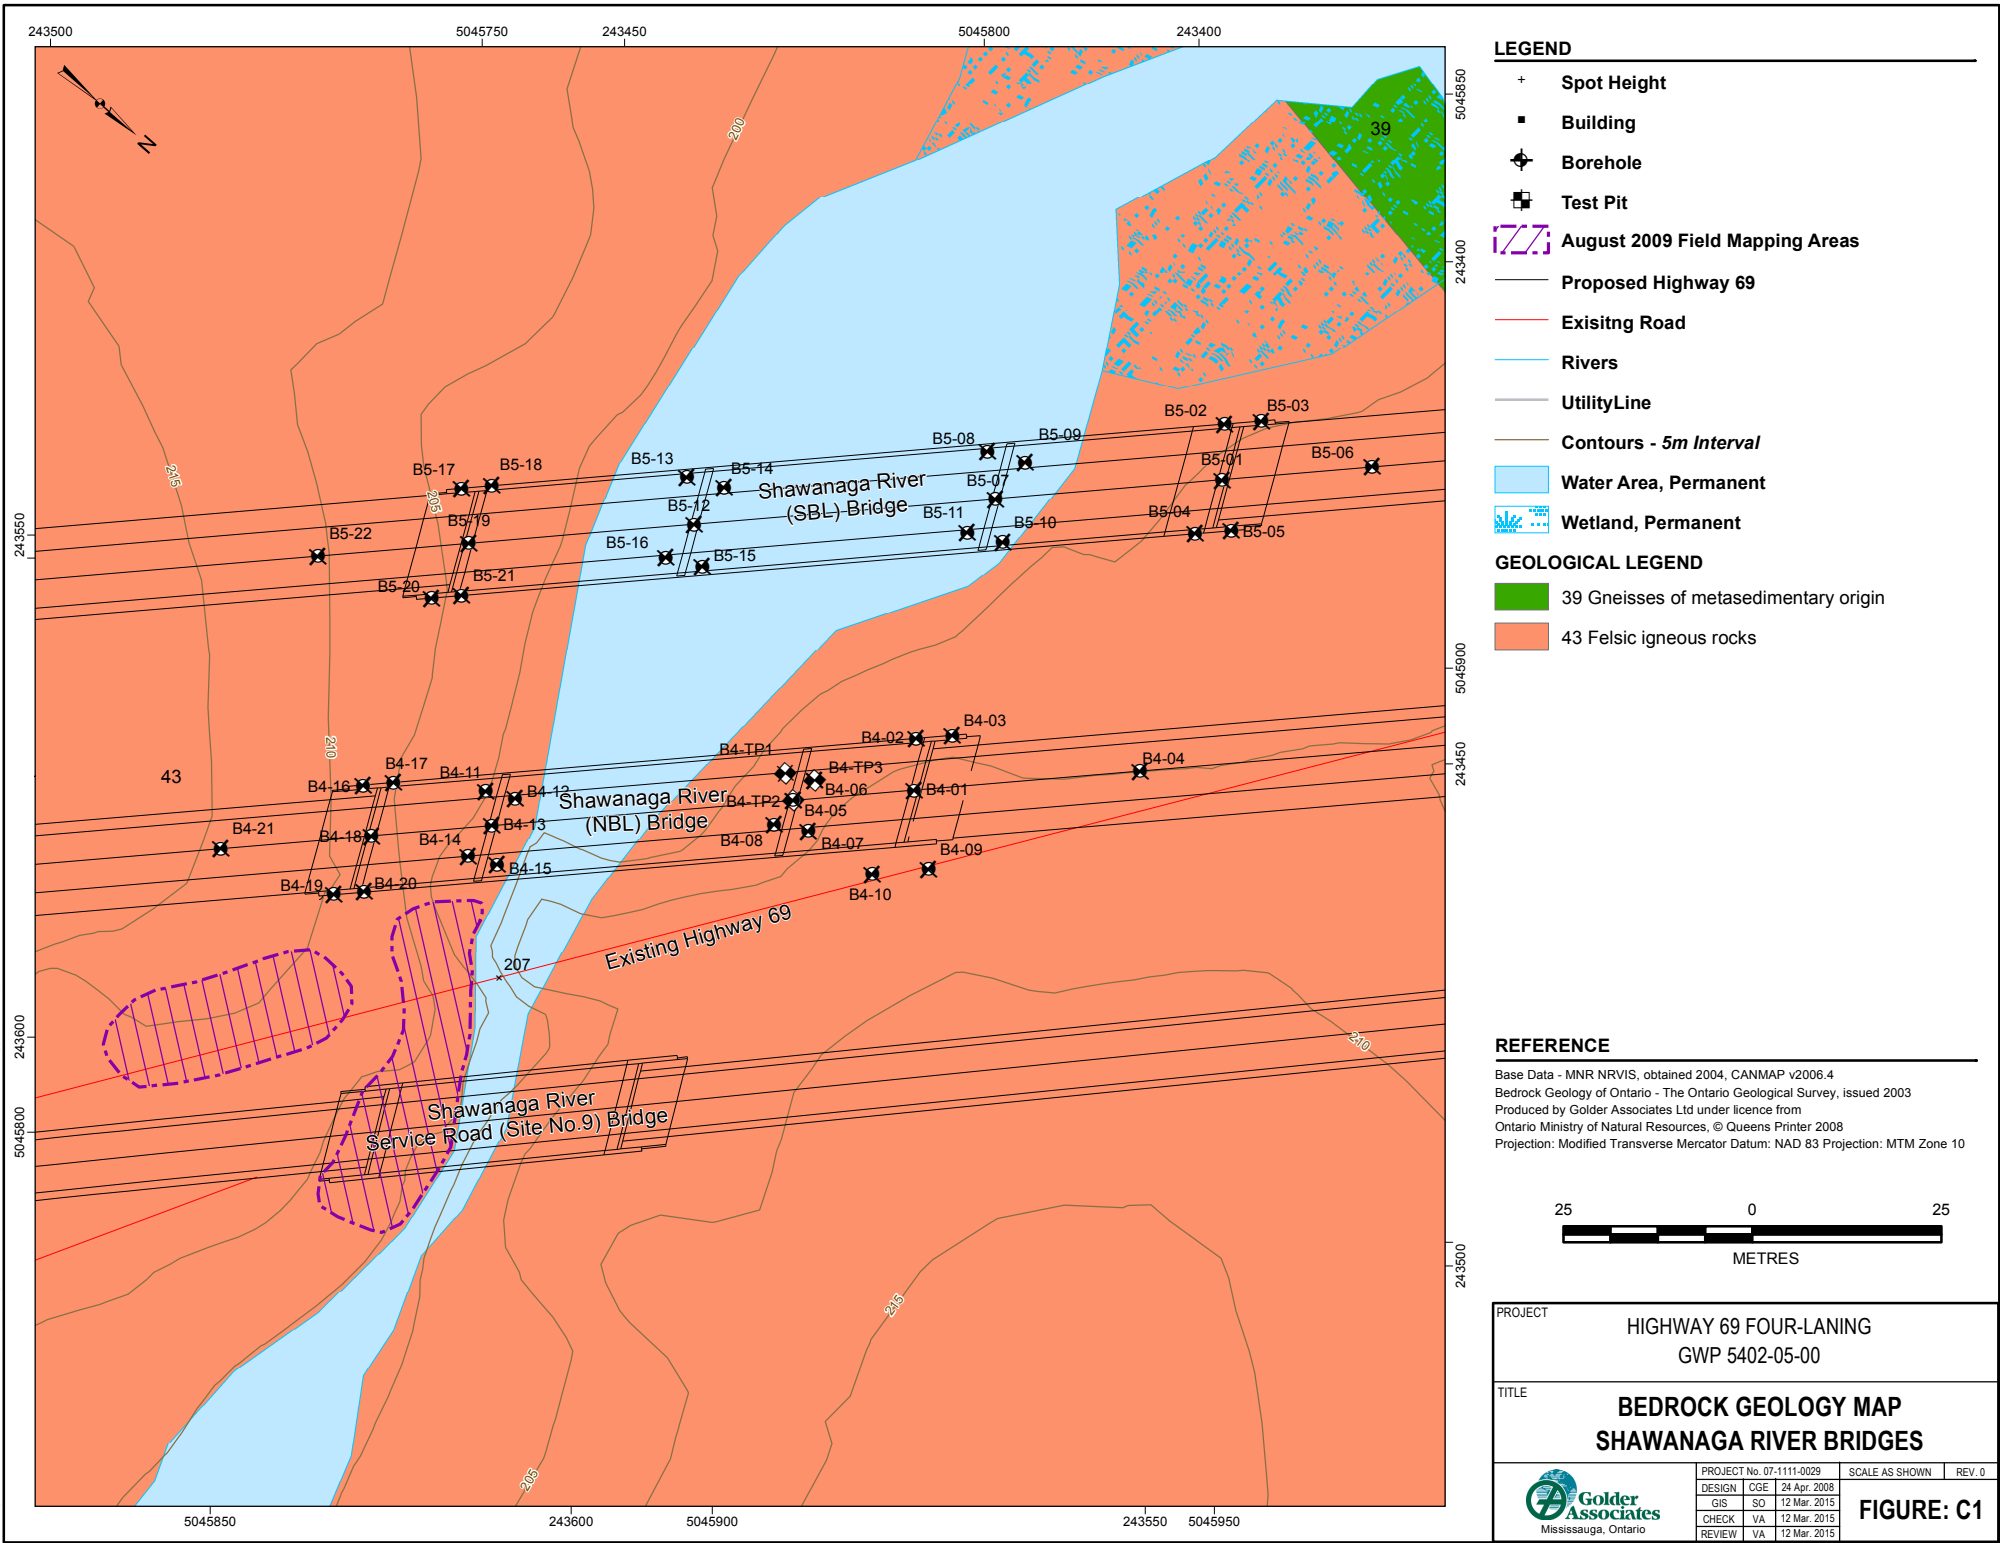 243500
5045750
243450
5045800
243400
5045850
243400
5045900
243450
243500
243550
243600
5045800
5045850
243600
5045900
243550
5045950
N
200
215
205
210
210
215
205
39
43
207
B5-02
B5-03
B5-08
B5-09
B5-01
B5-06
B5-13
B5-14
B5-17
B5-18
Shawanaga River
(SBL) Bridge
B5-07
B5-12
B5-11
B5-10
B5-04
B5-05
B5-19
B5-22
B5-16
B5-15
B5-20
B5-21
B4-TP1
B4-02
B4-03
B4-TP3
B4-04
B4-16
B4-17
B4-11
B4-12
Shawanaga River
(NBL) Bridge
B4-TP2
B4-06
B4-01
B4-05
B4-21
B4-18
B4-14
B4-13
B4-08
B4-07
B4-09
B4-15
B4-19
B4-20
B4-10
Existing Highway 69
Shawanaga River
Service Road (Site No.9) Bridge
LEGEND
Spot Height
Building
Borehole
Test Pit
August 2009 Field Mapping Areas
Proposed Highway 69
Exisitng Road
Rivers
UtilityLine
Contours - 5m Interval
Water Area, Permanent
Wetland, Permanent
GEOLOGICAL LEGEND
39 Gneisses of metasedimentary origin
43 Felsic igneous rocks
REFERENCE
Base Data - MNR NRVIS, obtained 2004, CANMAP v2006.4
Bedrock Geology of Ontario - The Ontario Geological Survey, issued 2003
Produced by Golder Associates Ltd under licence from
Ontario Ministry of Natural Resources, © Queens Printer 2008
Projection: Modified Transverse Mercator Datum: NAD 83 Projection: MTM Zone 10
25 0 25
METRES
PROJECT
HIGHWAY 69 FOUR-LANING
GWP 5402-05-00
TITLE
BEDROCK GEOLOGY MAP
SHAWANAGA RIVER BRIDGES
Golder
Associates
Mississauga, Ontario
PROJECT No. 07-1111-0029 SCALE AS SHOWN REV. 0
DESIGN CGE 24 Apr. 2008
GIS SO 12 Mar. 2015
CHECK VA 12 Mar. 2015
REVIEW VA 12 Mar. 2015
FIGURE: C1